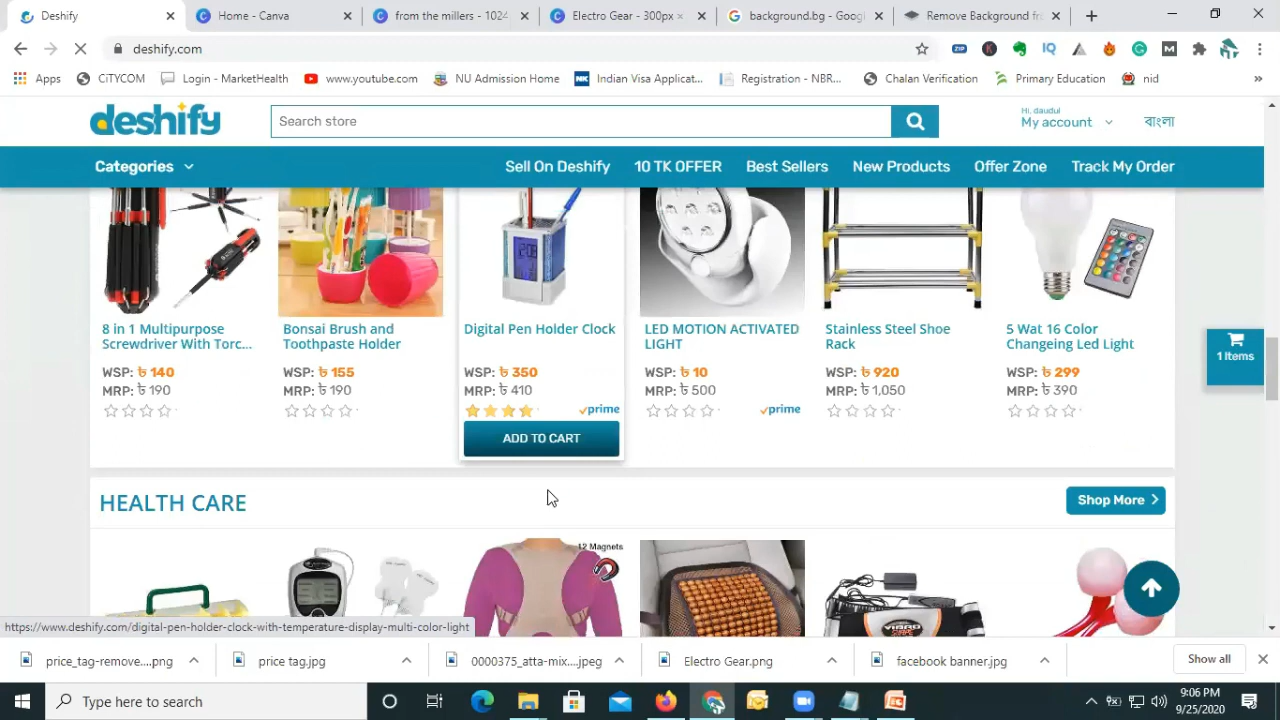 Deshify
Home - Canva
from the millers - 1024
Electro Gear - 300px ×
background.bg - Googl
Remove Background fr
deshify.com
ZIP
IQ
Apps
CiTYCOM
Login - MarketHealth
www.youtube.com
NU Admission Home
Indian Visa Applicat...
Registration - NBR...
Chalan Verification
Primary Education
nid
deshify
Search store
Hi, daudul
My account
বাংলা
Categories
Sell On Deshify
10 TK OFFER
Best Sellers
New Products
Offer Zone
Track My Order
8 in 1 Multipurpose
Screwdriver With Torc...
WSP: ৳ 140
MRP: ৳ 190
Bonsai Brush and
Toothpaste Holder
WSP: ৳ 155
MRP: ৳ 190
Digital Pen Holder Clock
WSP: ৳ 350
MRP: ৳ 410
prime
ADD TO CART
LED MOTION ACTIVATED
LIGHT
WSP: ৳ 10
MRP: ৳ 500
prime
Stainless Steel Shoe
Rack
WSP: ৳ 920
MRP: ৳ 1,050
5 Wat 16 Color
Changeing Led Light
WSP: ৳ 299
MRP: ৳ 390
1 Items
HEALTH CARE
Shop More
12 Magnets
https://www.deshify.com/digital-pen-holder-clock-with-temperature-display-multi-color-light
price_tag-remove....png
price tag.jpg
0000375_atta-mix....jpeg
Electro Gear.png
facebook banner.jpg
Show all
Type here to search
9:06 PM
9/25/2020